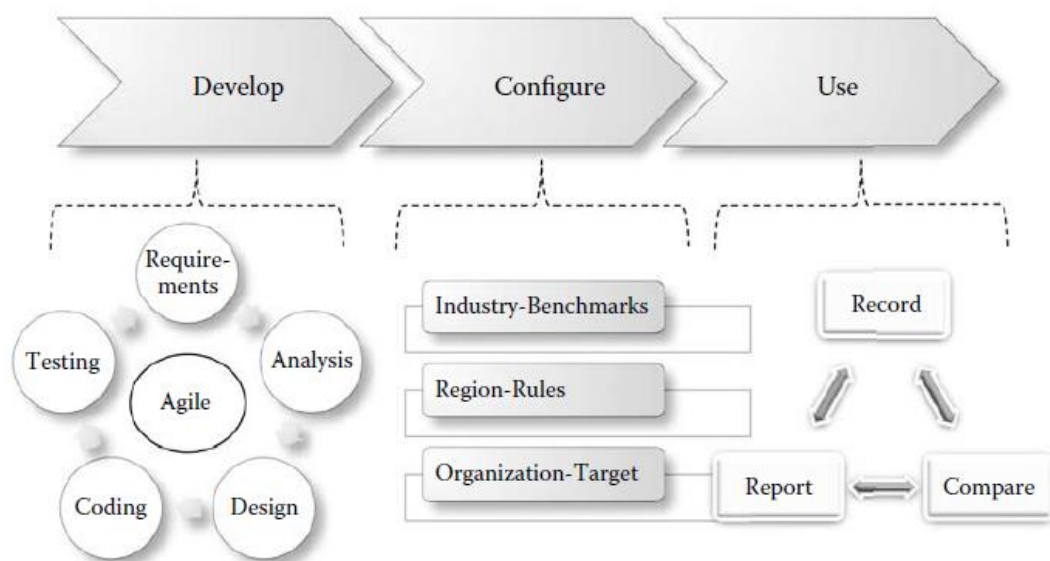 Develop
Configure
Use
Require-
ments
Testing
Analysis
Agile
Coding
Design
Industry-Benchmarks
Region-Rules
Organization-Target
Record
Report
Compare